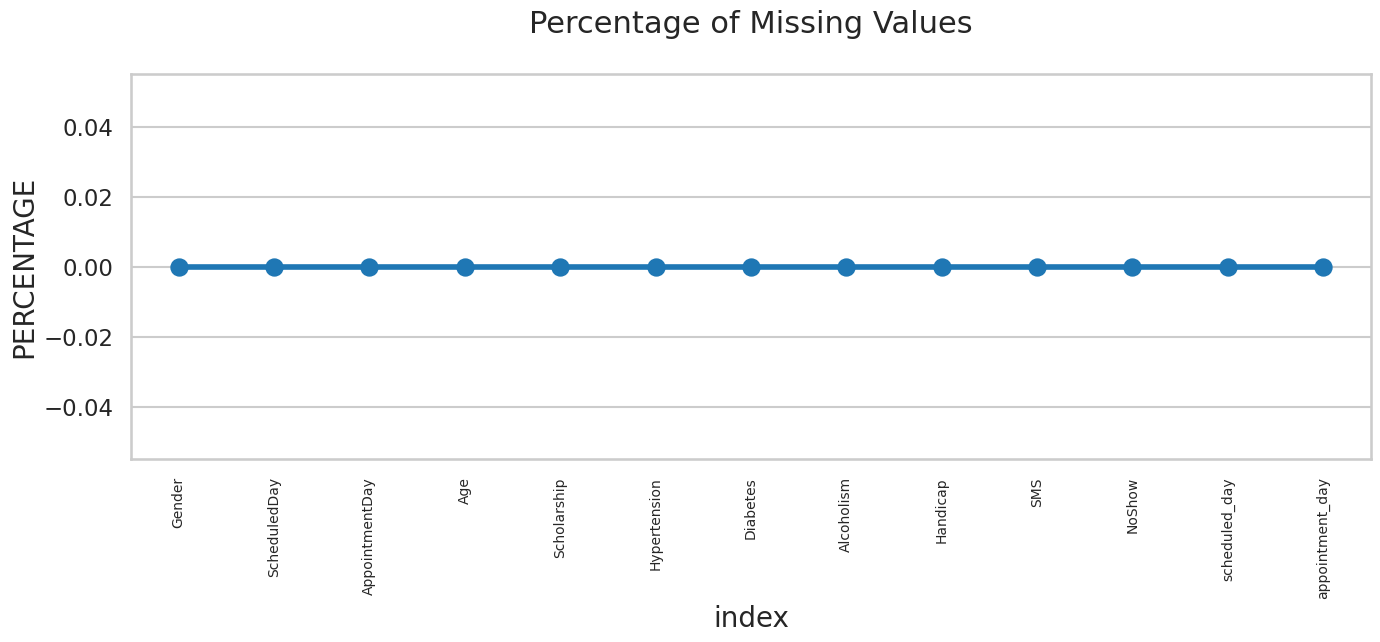 Percentage of Missing Values
PERCENTAGE
0.04
0.02
0.00
−0.02
−0.04
Gender
ScheduledDay
AppointmentDay
Age
Scholarship
Hypertension
Diabetes
Alcoholism
Handicap
SMS
NoShow
scheduled_day
appointment_day
index